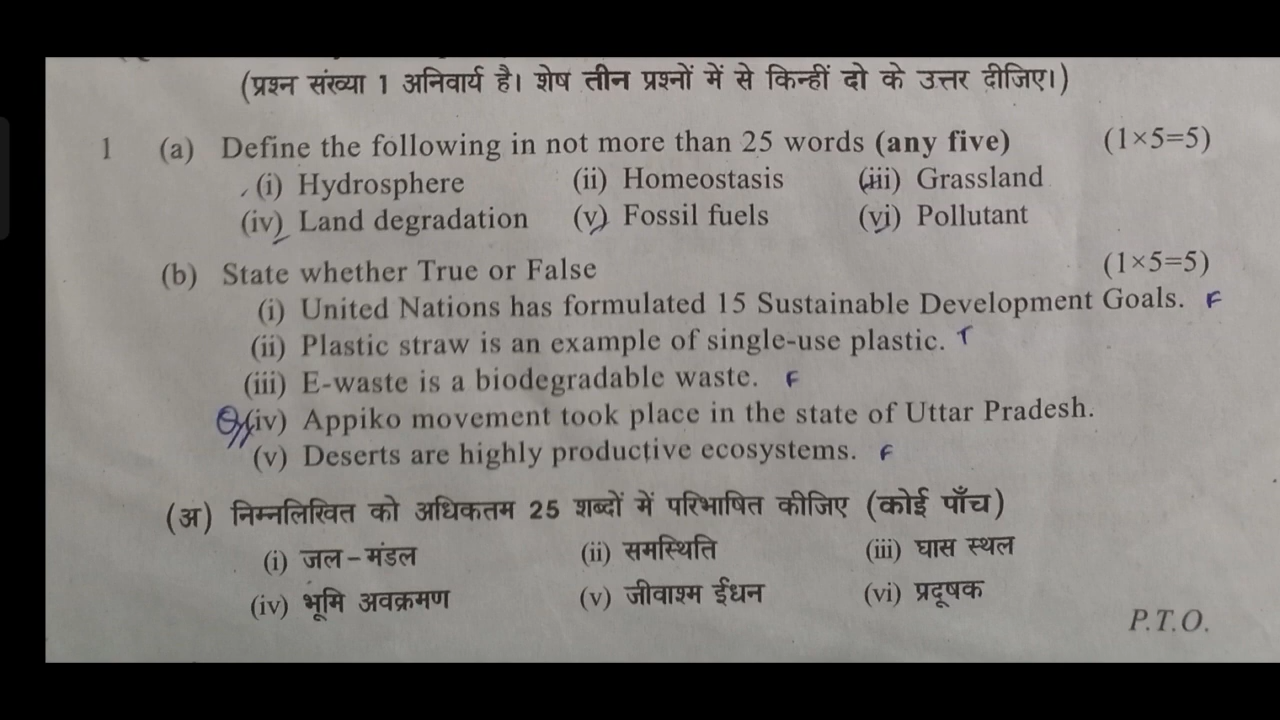 (प्रश्न संख्या 1 अनिवार्य है। शेष तीन प्रश्नों में से किन्हीं दो के उत्तर दीजिए।)
1 (a) Define the following in not more than 25 words (any five) (1×5=5)
(i) Hydrosphere (ii) Homeostasis (iii) Grassland
(iv) Land degradation (v) Fossil fuels (vi) Pollutant
(b) State whether True or False (1×5=5)
(i) United Nations has formulated 15 Sustainable Development Goals. F
(ii) Plastic straw is an example of single-use plastic. T
(iii) E-waste is a biodegradable waste. F
(iv) Appiko movement took place in the state of Uttar Pradesh.
(v) Deserts are highly productive ecosystems. F
(अ) निम्नलिखित को अधिकतम 25 शब्दों में परिभाषित कीजिए (कोई पाँच)
(i) जल-मंडल (ii) समस्थिति (iii) घास स्थल
(iv) भूमि अवक्रमण (v) जीवाश्म ईंधन (vi) प्रदूषक
P.T.O.